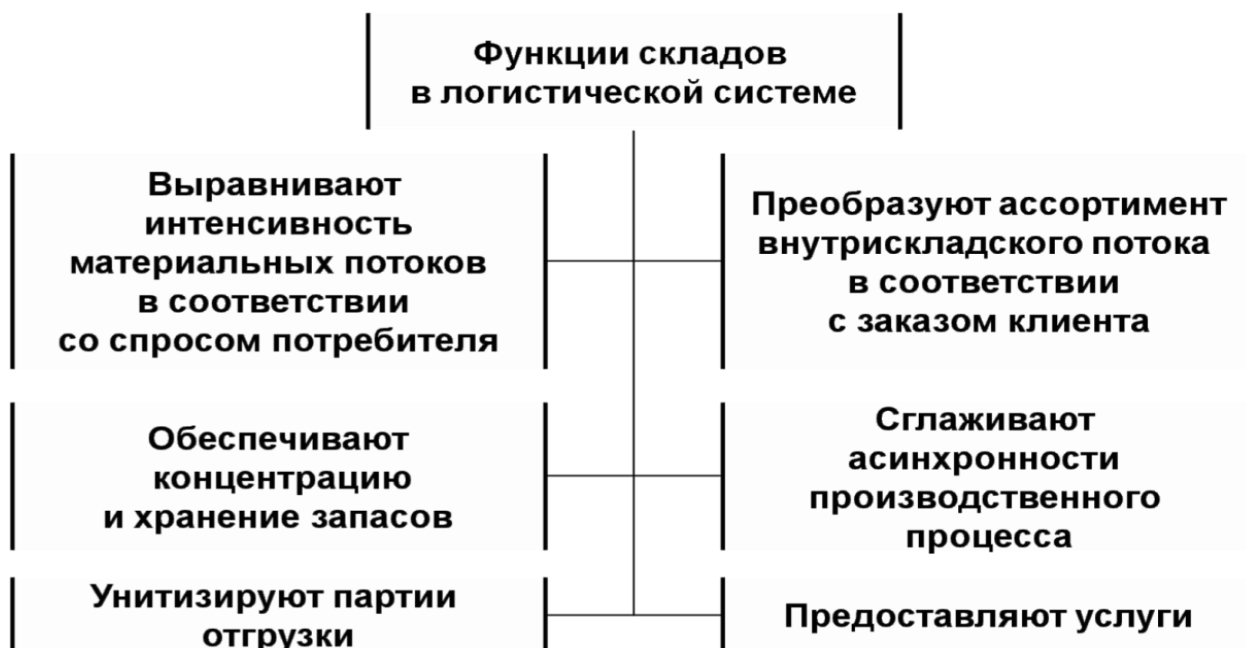 Функции складов
в логистической системе
Выравнивают
интенсивность
материальных потоков
в соответствии
со спросом потребителя
Преобразуют ассортимент
внутрискладского потока
в соответствии
с заказом клиента
Обеспечивают
концентрацию
и хранение запасов
Сглаживают
асинхронности
производственного
процесса
Унитизируют партии
отгрузки
Предоставляют услуги